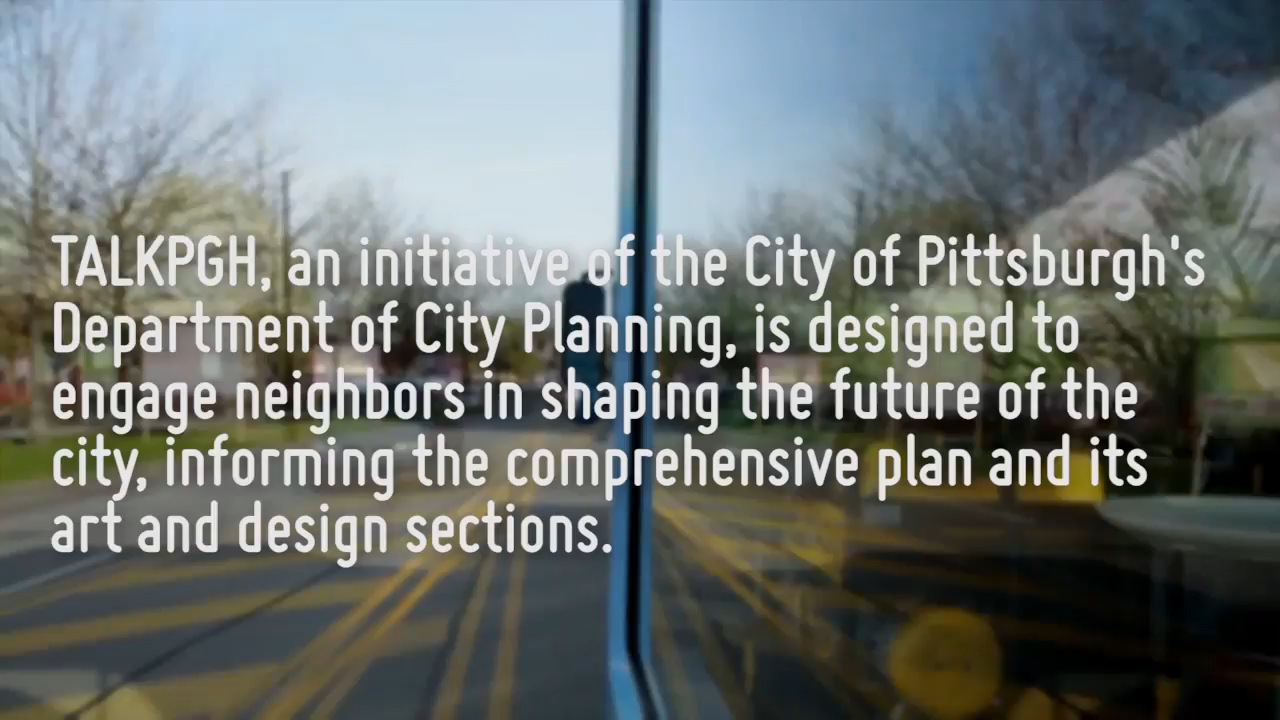 TALKPGH, an initiative of the City of Pittsburgh's
Department of City Planning, is designed to
engage neighbors in shaping the future of the
city, informing the comprehensive plan and its
art and design sections.